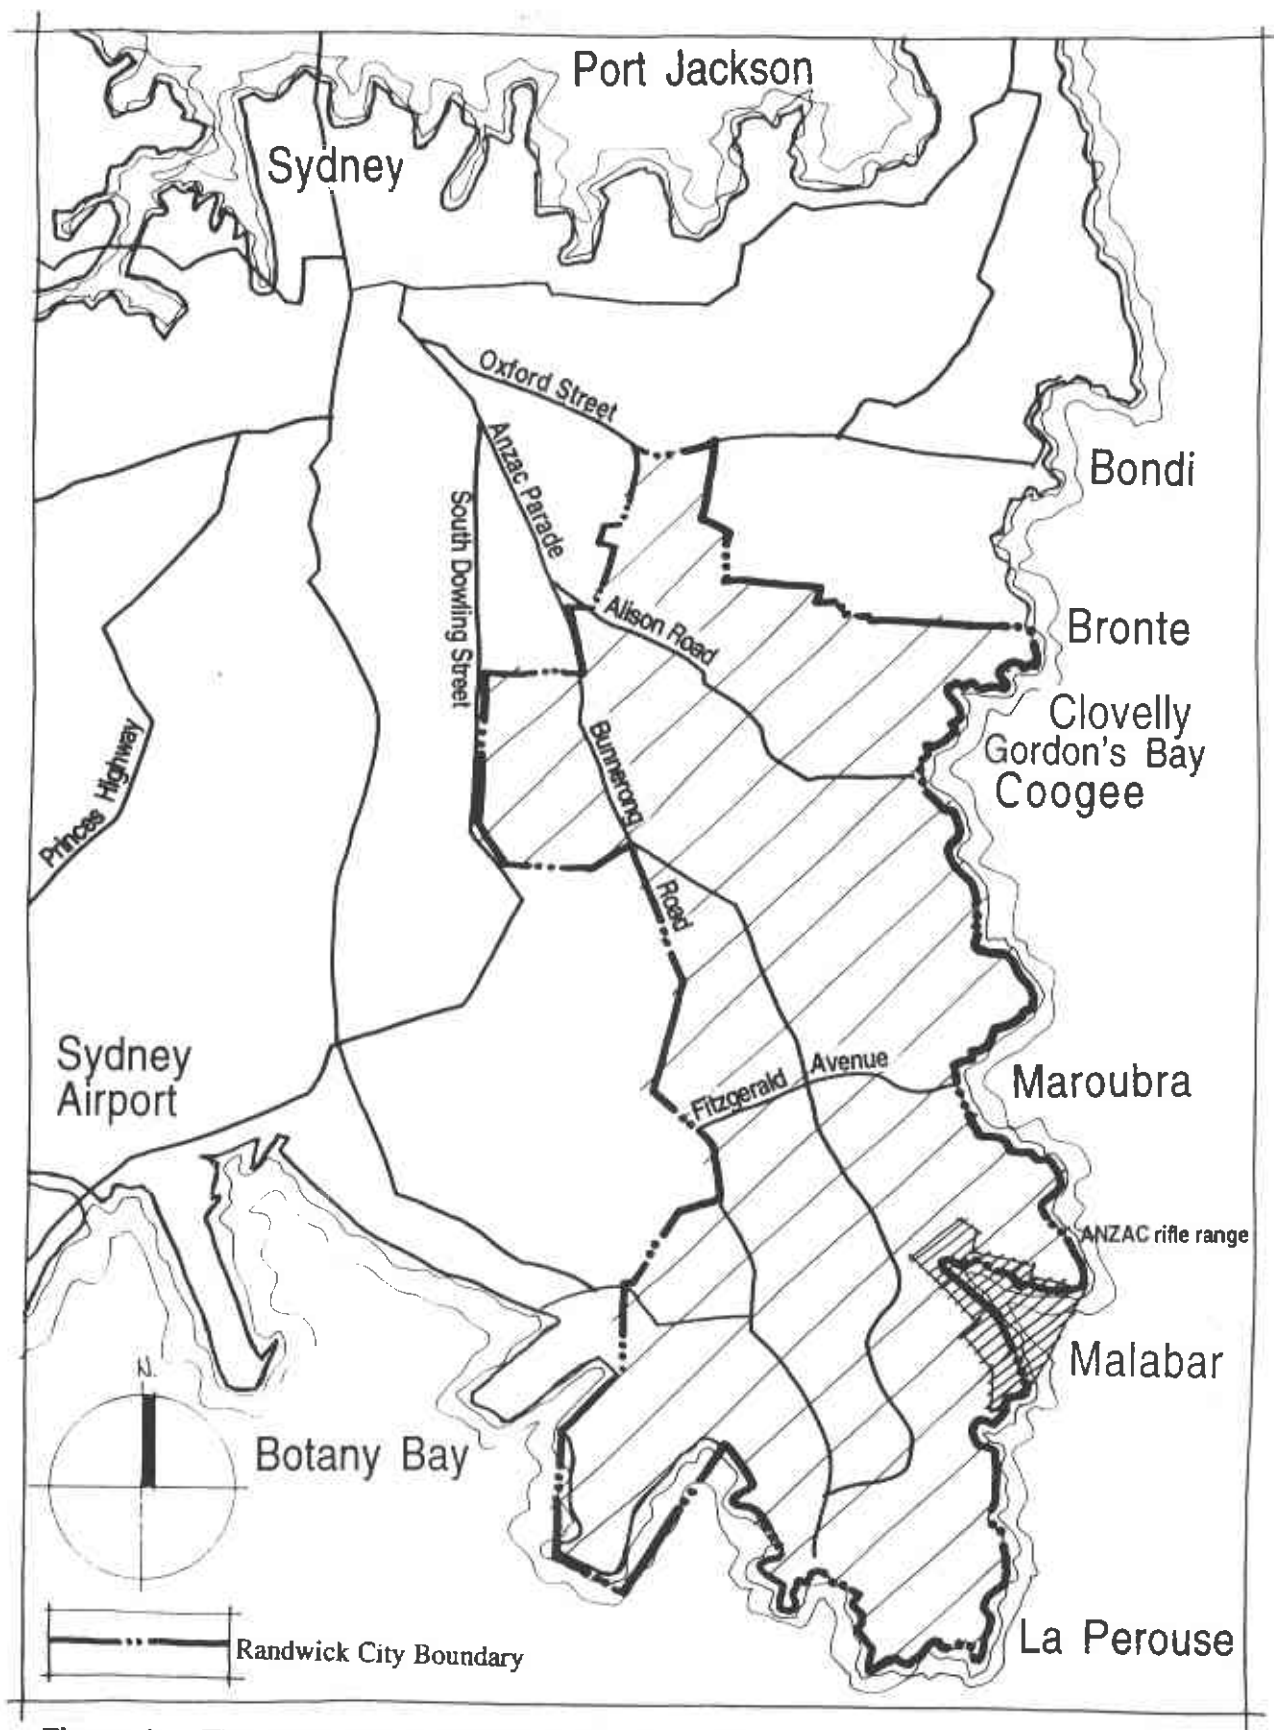 Port Jackson
Sydney
Oxford Street
Anzac Parade
South Dowling Street
Bondi
Alison Road
Bronte
Clovelly
Gordon's Bay
Coogee
Princes Highway
Bunnerong
Road
Sydney
Airport
Fitzgerald Avenue
Maroubra
ANZAC rifle range
Malabar
N.
Botany Bay
La Perouse
Randwick City Boundary